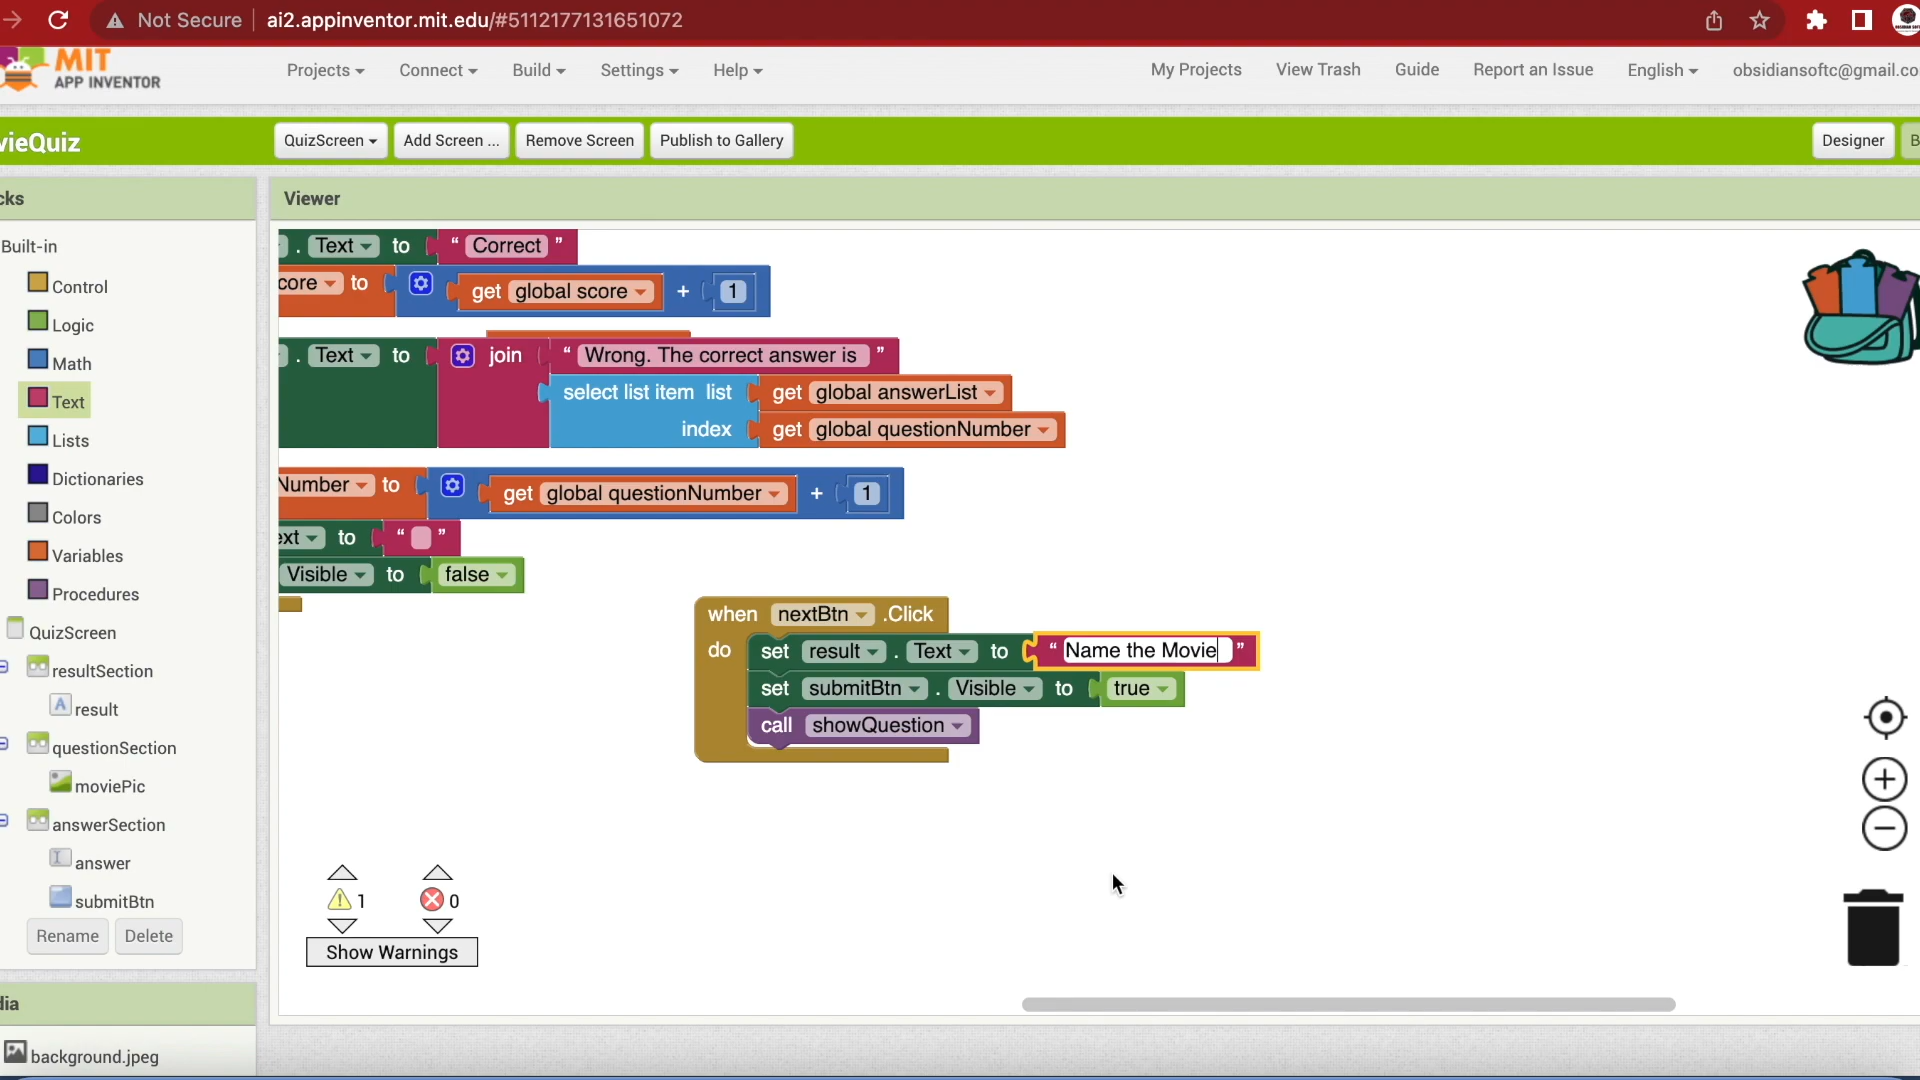 Not Secure ai2.appinventor.mit.edu/#5112177131651072
MIT
APP INVENTOR
Projects Connect Build Settings Help My Projects View Trash Guide Report an Issue English obsidiansoftc@gmail.co
vieQuiz QuizScreen Add Screen ... Remove Screen Publish to Gallery Designer B
cks
Viewer
Built-in
Control
Logic
Math
Text
Lists
Dictionaries
Colors
Variables
Procedures
QuizScreen
resultSection
result
questionSection
moviePic
answerSection
answer
submitBtn
Rename Delete
dia
background.jpeg
. Text to “ Correct ”
core to get global score + 1
. Text to join “ Wrong. The correct answer is ”
select list item list get global answerList
index get global questionNumber
Number to get global questionNumber + 1
ext to “ ”
Visible to false
when nextBtn .Click
do set result . Text to “ Name the Movie ”
set submitBtn . Visible to true
call showQuestion
1 0
Show Warnings